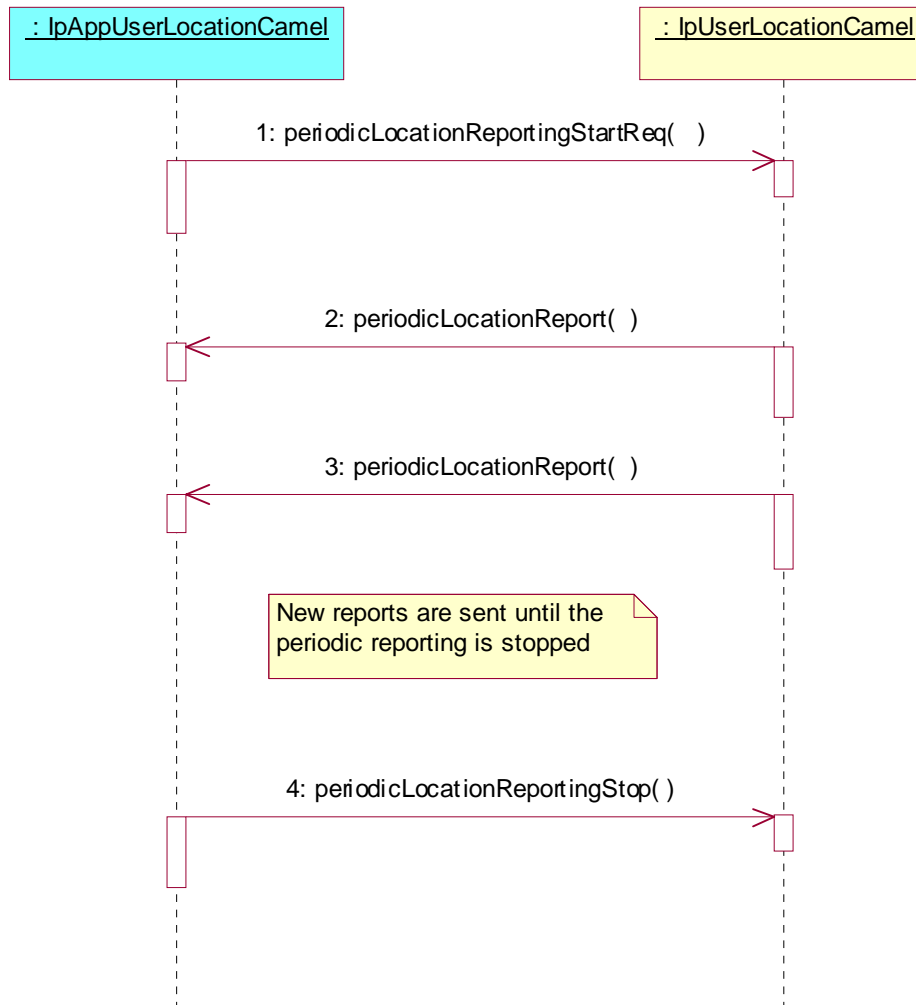 : IpAppUserLocationCamel
: IpUserLocationCamel
1: periodicLocationReportingStartReq( )
2: periodicLocationReport( )
3: periodicLocationReport( )
New reports are sent until the
periodic reporting is stopped
4: periodicLocationReportingStop( )